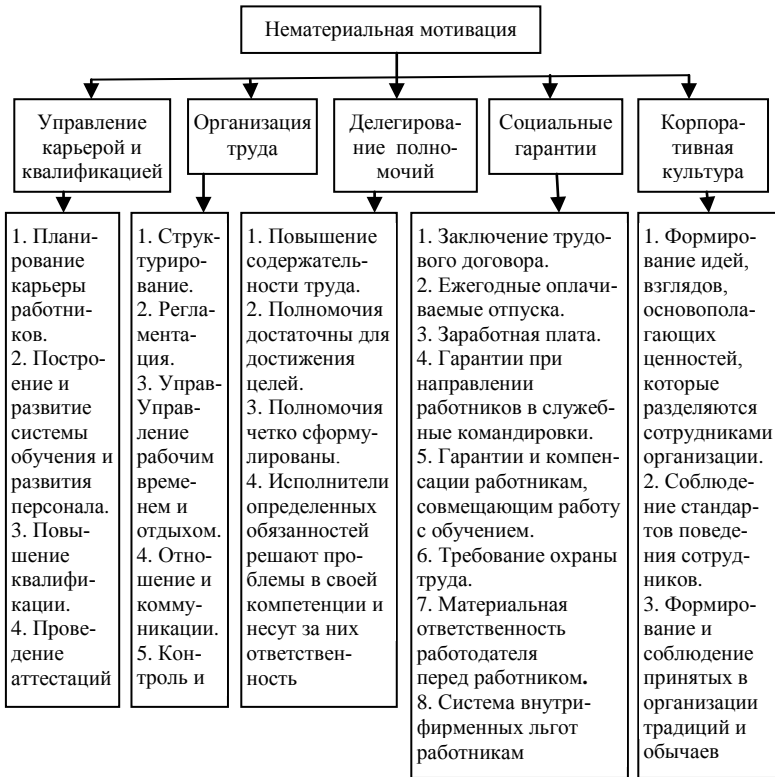 Нематериальная мотивация
Управление
карьерой и
квалификацией
Организация
труда
Делегирова-
ние полно-
мочий
Социальные
гарантии
Корпора-
тивная
культура
1. Плани-
рование
карьеры
работни-
ков.
2. Постро-
ение и
развитие
системы
обучения и
развития
персонала.
3. Повы-
шение
квалифи-
кации.
4. Прове-
дение
аттестаций
1. Струк-
туриро-
вание.
2. Регла-
мента-
ция.
3. Управ-
Управ-
ление
рабочим
време-
нем и
отдыхом.
4. Отно-
шение и
комму-
никации.
5. Кон-
троль и
1. Повышение
содержатель-
ности труда.
2. Полномочия
достаточны для
достижения
целей.
3. Полномочия
четко сформу-
лированы.
4. Исполнители
определенных
обязанностей
решают про-
блемы в своей
компетенции и
несут за них
ответствен-
ность
1. Заключение трудо-
вого договора.
2. Ежегодные оплачи-
ваемые отпуска.
3. Заработная плата.
4. Гарантии при
направлении
работников в служеб-
ные командировки.
5. Гарантии и компен-
сации работникам,
совмещающим работу
с обучением.
6. Требование охраны
труда.
7. Материальная
ответственность
работодателя
перед работником.
8. Система внутри-
фирменных льгот
работникам
1. Формиро-
вание идей,
взглядов,
основопола-
гающих
ценностей,
которые
разделяются
сотрудниками
организации.
2. Соблюде-
ние стандар-
тов поведе-
ния сотруд-
ников.
3. Формиро-
вание и
соблюдение
принятых в
организации
традиций и
обычаев